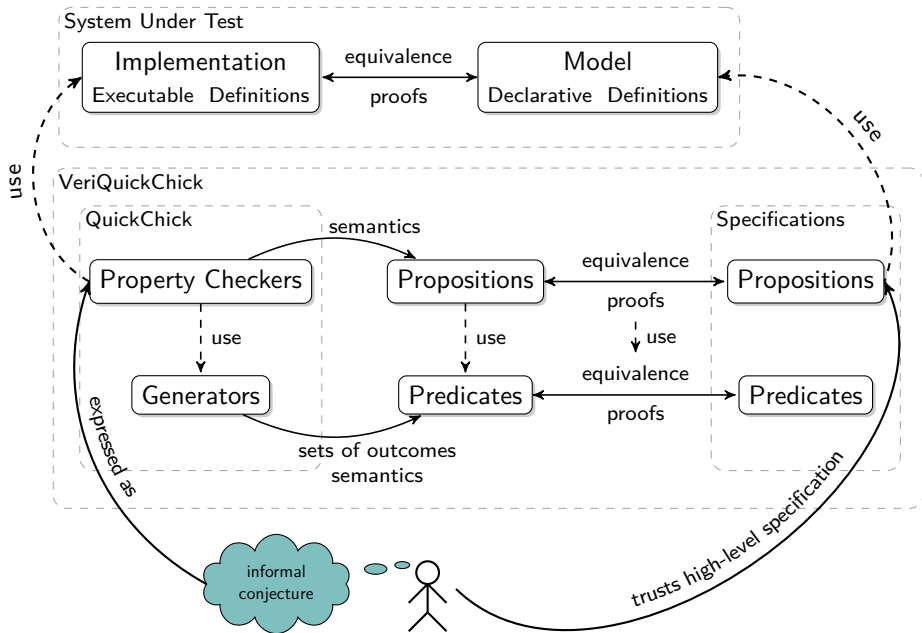 System Under Test
Implementation
Executable Definitions
equivalence
proofs
Model
Declarative Definitions
use
use
VeriQuickChick
QuickChick
semantics
Specifications
Property Checkers
Propositions
equivalence
proofs
Propositions
use
use
use
Generators
Predicates
equivalence
proofs
Predicates
sets of outcomes
semantics
expressed as
trusts high-level specification
informal
conjecture